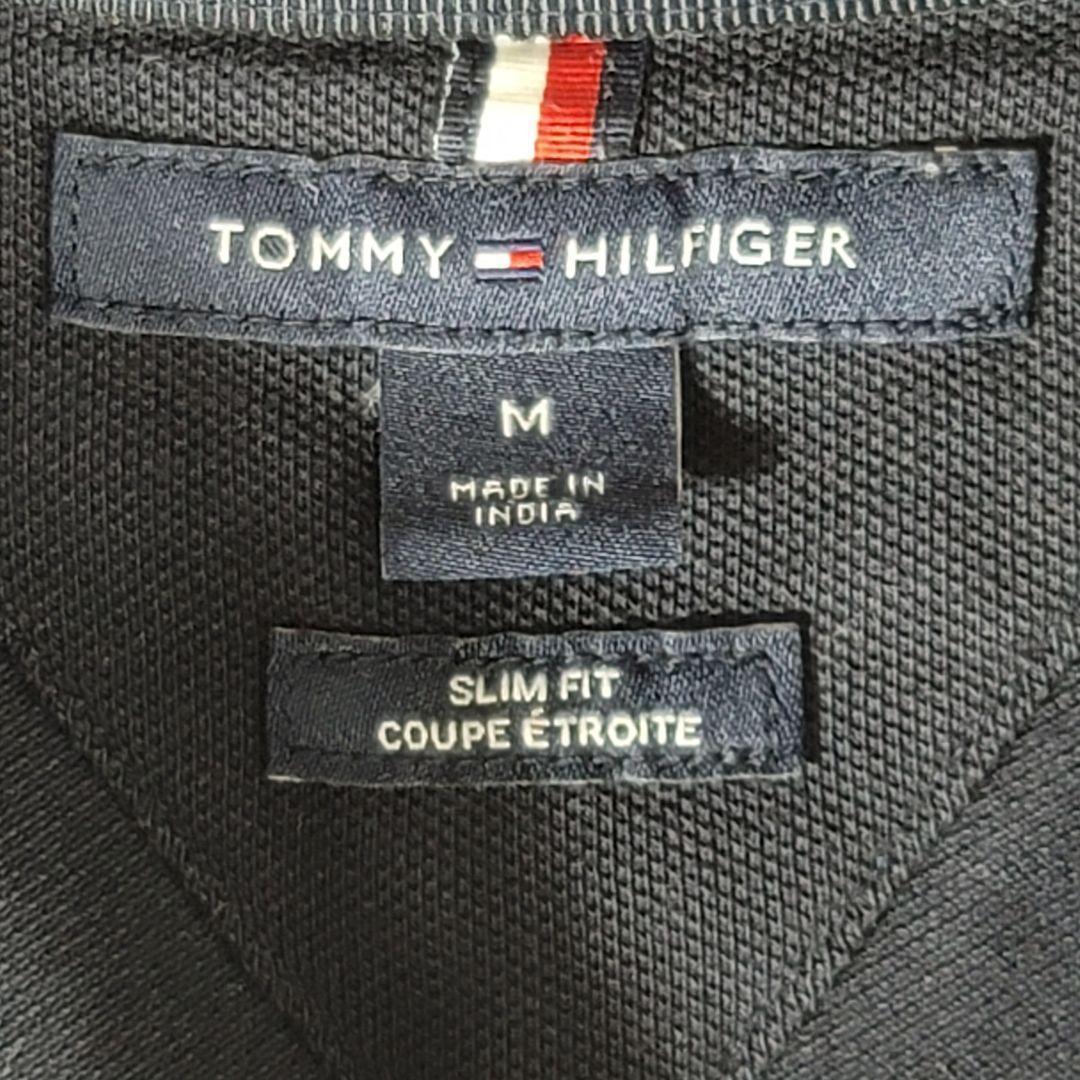 TOMMY HILFIGER
M
MADE IN
INDIA
SLIM FIT
COUPE ÉTROITE